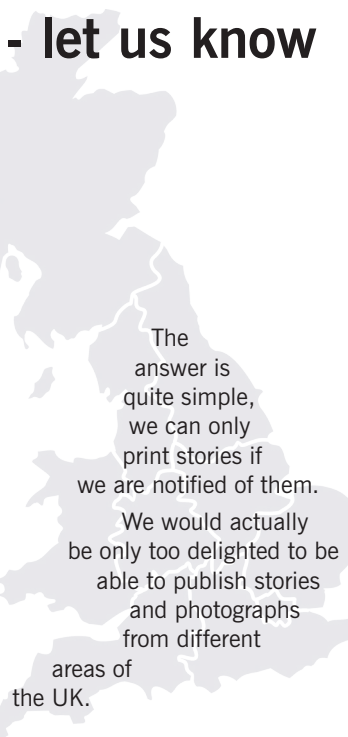 - let us know
The
answer is
quite simple,
we can only
print stories if
we are notified of them.
We would actually
be only too delighted to be
able to publish stories
and photographs
from different
areas of
the UK.